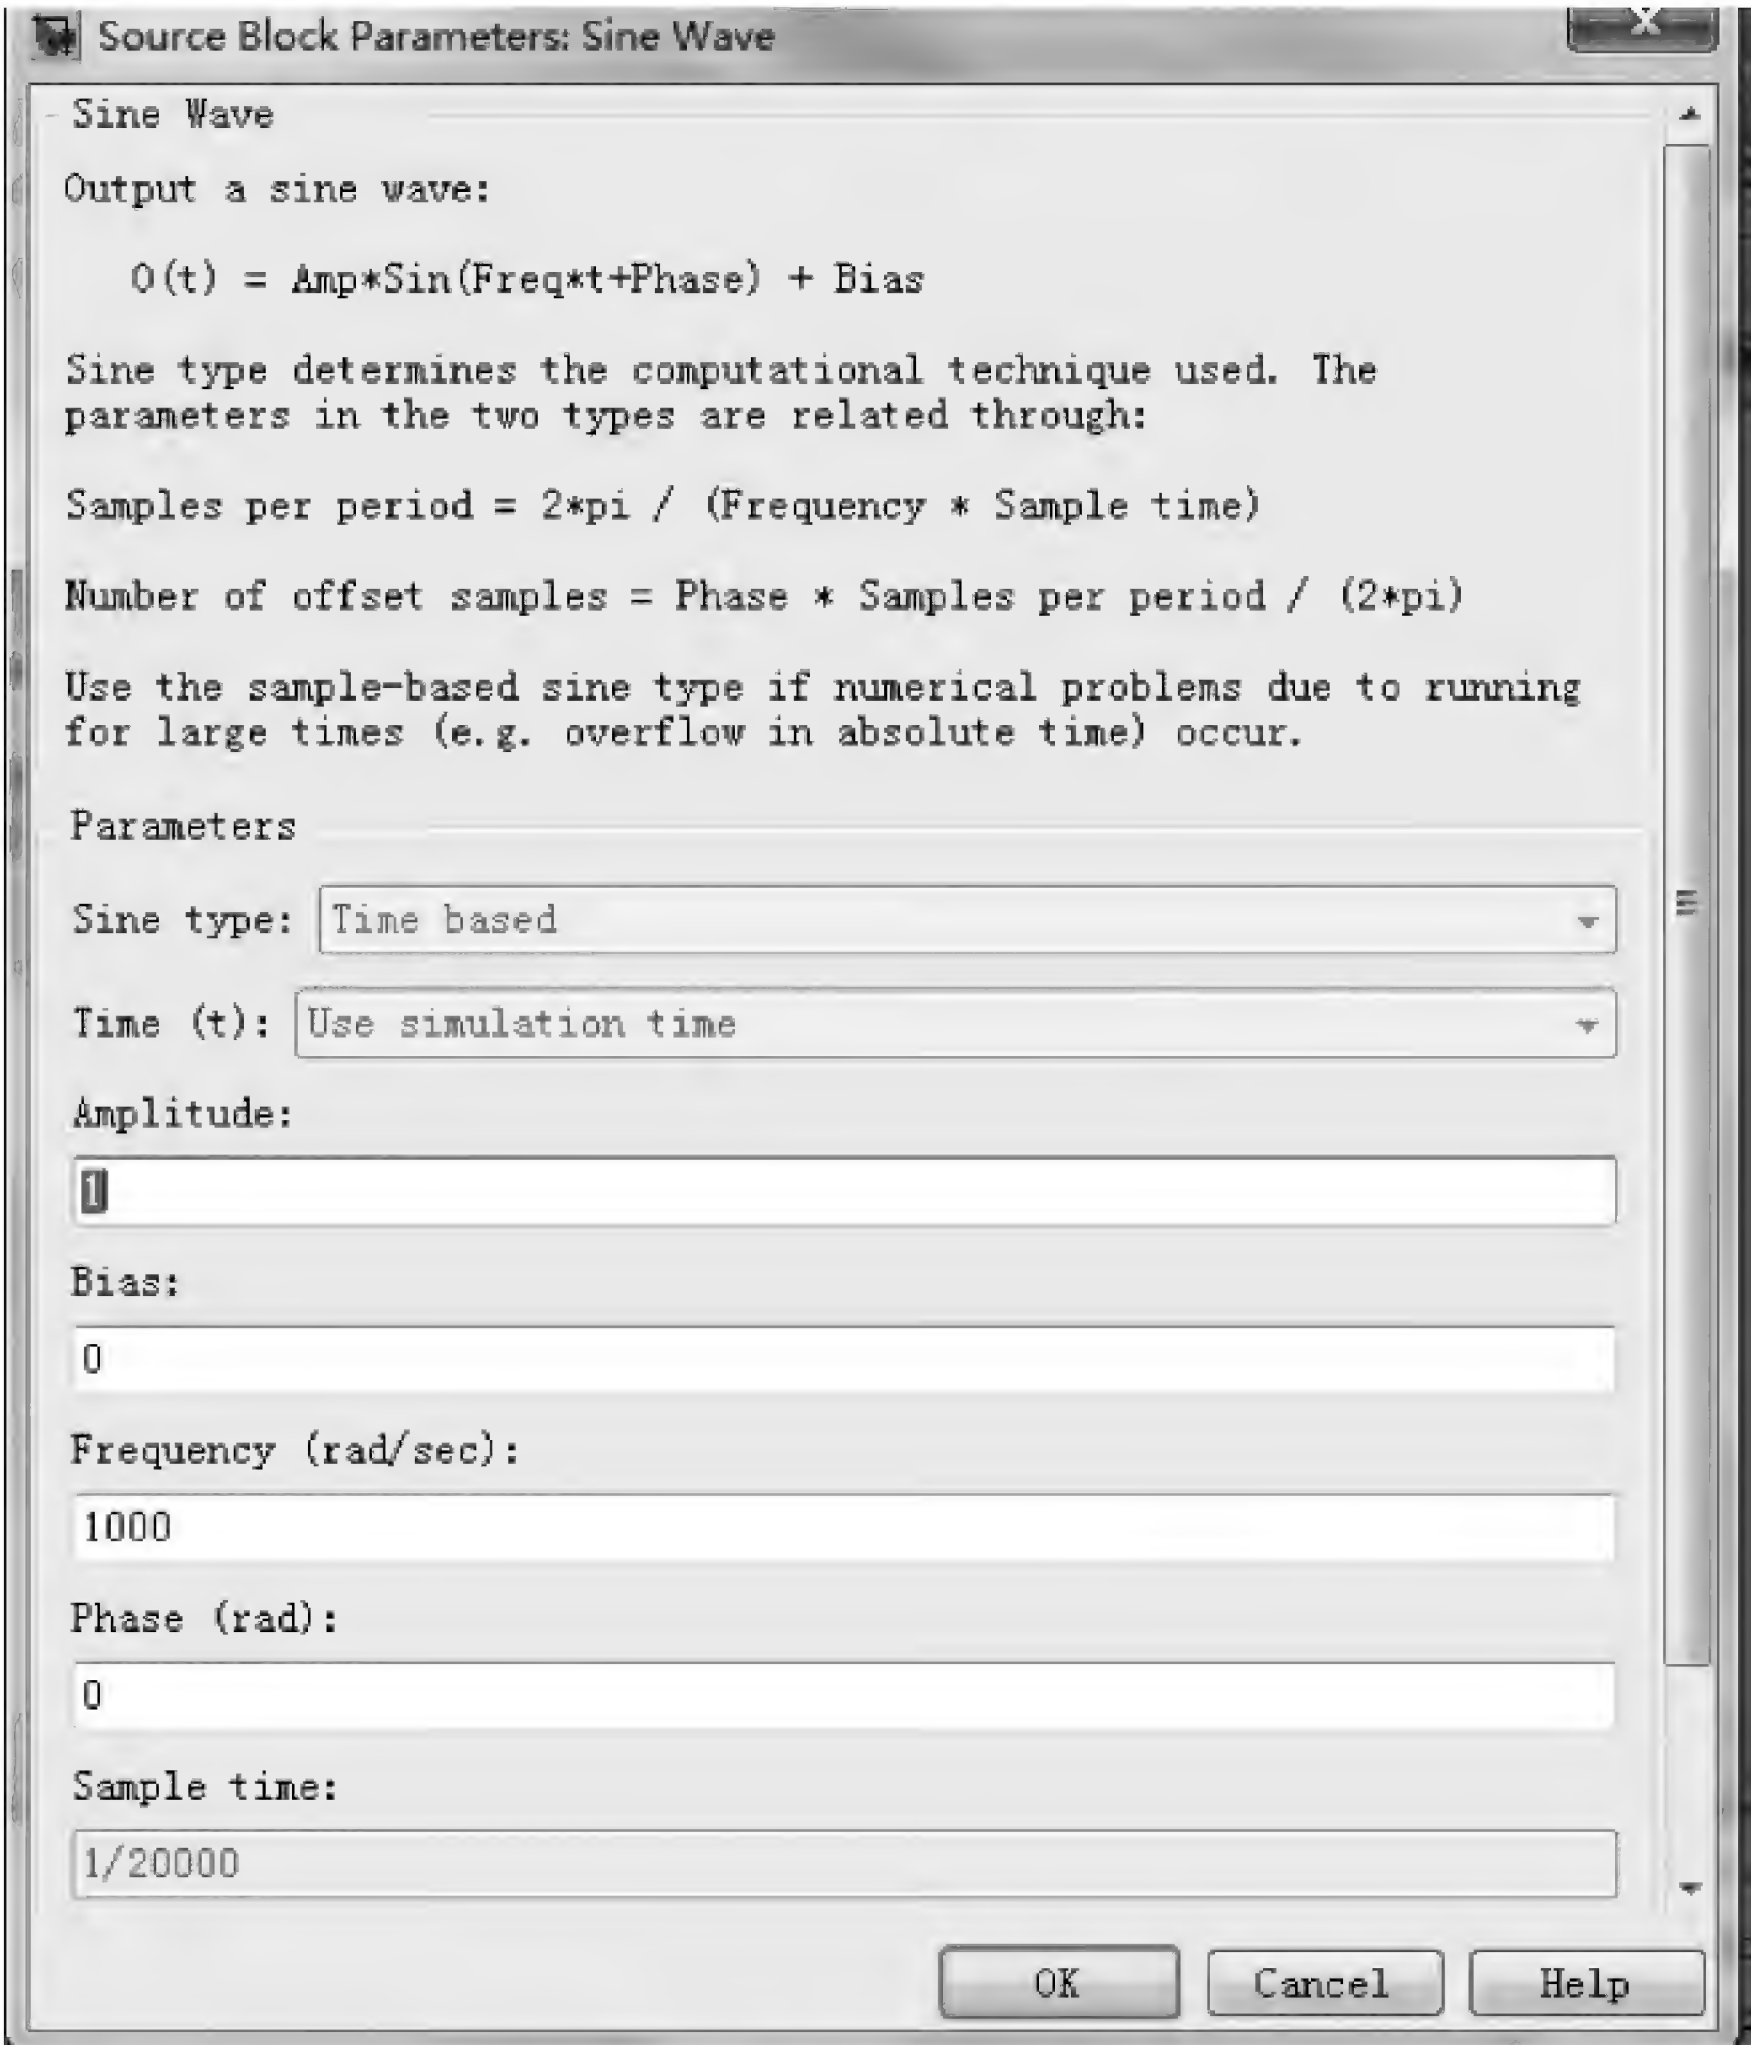 Source Block Parameters: Sine Wave
X
Sine Wave
Output a sine wave:
O(t) = Amp*Sin(Freq*t+Phase) + Bias
Sine type determines the computational technique used. The
parameters in the two types are related through:
Samples per period = 2*pi / (Frequency * Sample time)
Number of offset samples = Phase * Samples per period / (2*pi)
Use the sample-based sine type if numerical problems due to running
for large times (e.g. overflow in absolute time) occur.
Parameters
Sine type: Time based
Time (t): Use simulation time
Amplitude:
1
Bias:
0
Frequency (rad/sec):
1000
Phase (rad):
0
Sample time:
1/20000
OK Cancel Help